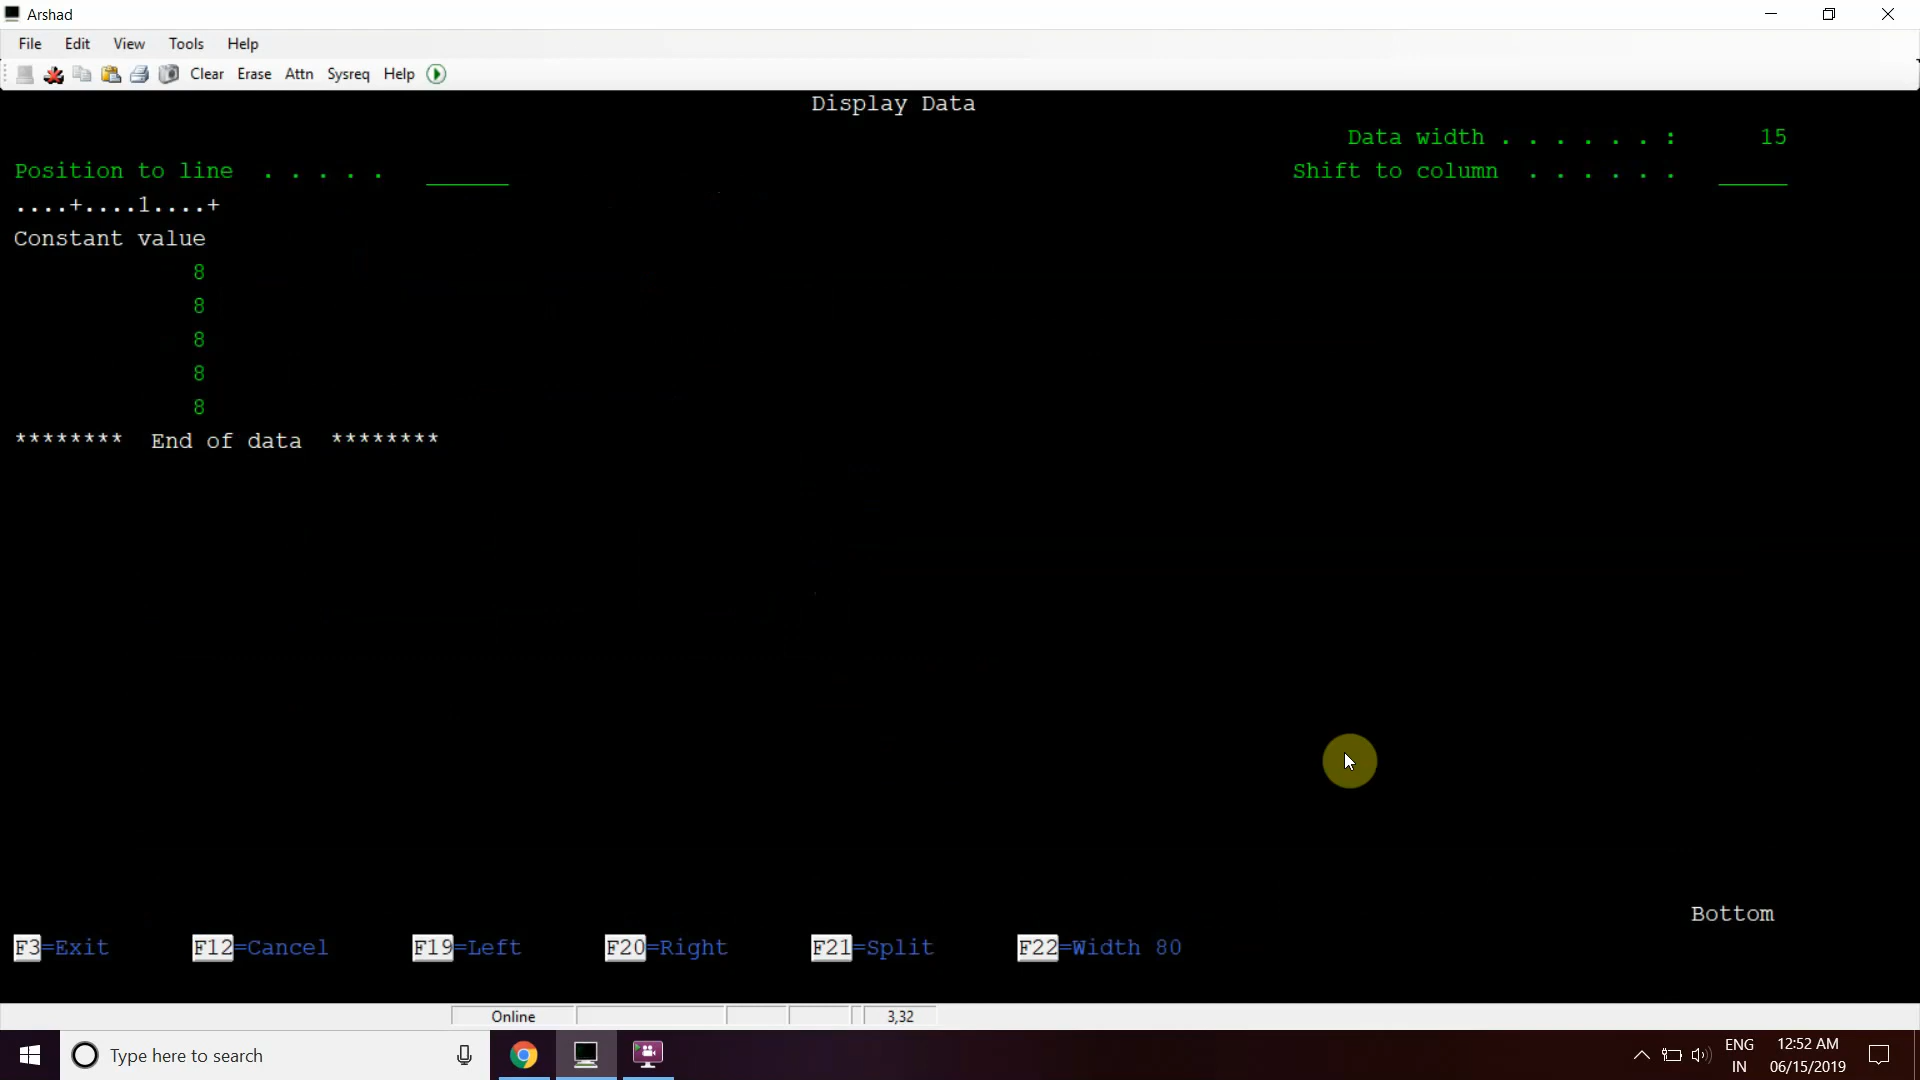 Arshad
File Edit View Tools Help
Clear Erase Attn Sysreq Help
Display Data
Data width . . . . . . : 15
Position to line . . . . . ______ Shift to column . . . . . . _____
....+....1....+
Constant value
8
8
8
8
8
******** End of data ********
Bottom
F3=Exit F12=Cancel F19=Left F20=Right F21=Split F22=Width 80
Online 3,32
Type here to search
ENG 12:52 AM
IN 06/15/2019